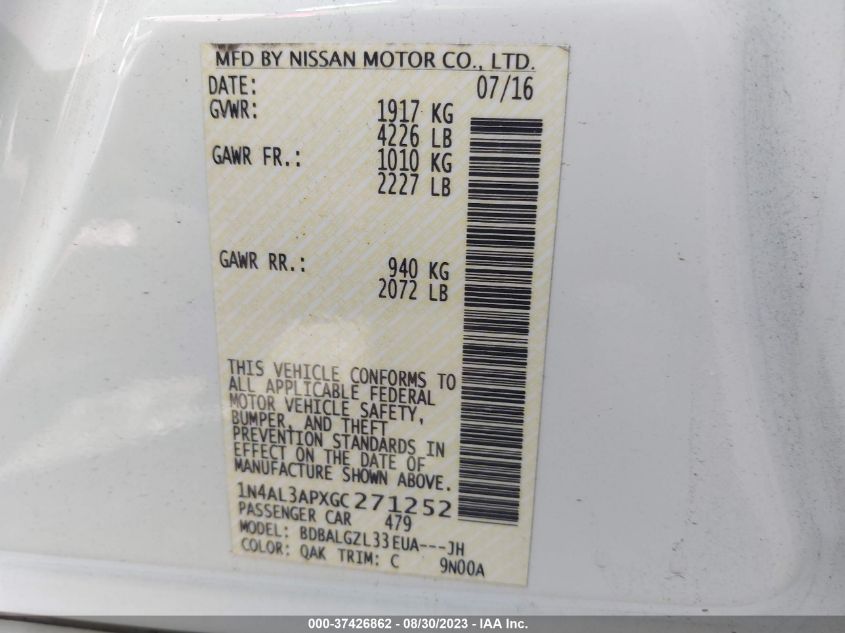 MFD BY NISSAN MOTOR CO., LTD.
DATE: 07/16
GVWR: 1917 KG
4226 LB
GAWR FR.: 1010 KG
2227 LB
GAWR RR.: 940 KG
2072 LB
THIS VEHICLE CONFORMS TO
ALL APPLICABLE FEDERAL
MOTOR VEHICLE SAFETY,
BUMPER, AND THEFT
PREVENTION STANDARDS IN
EFFECT ON THE DATE OF
MANUFACTURE SHOWN ABOVE.
1N4AL3APXGC271252
PASSENGER CAR 479
MODEL: BDBALGZL33EUA---JH
COLOR: QAK TRIM: C 9N00A
000-37426862 - 08/30/2023 - IAA Inc.